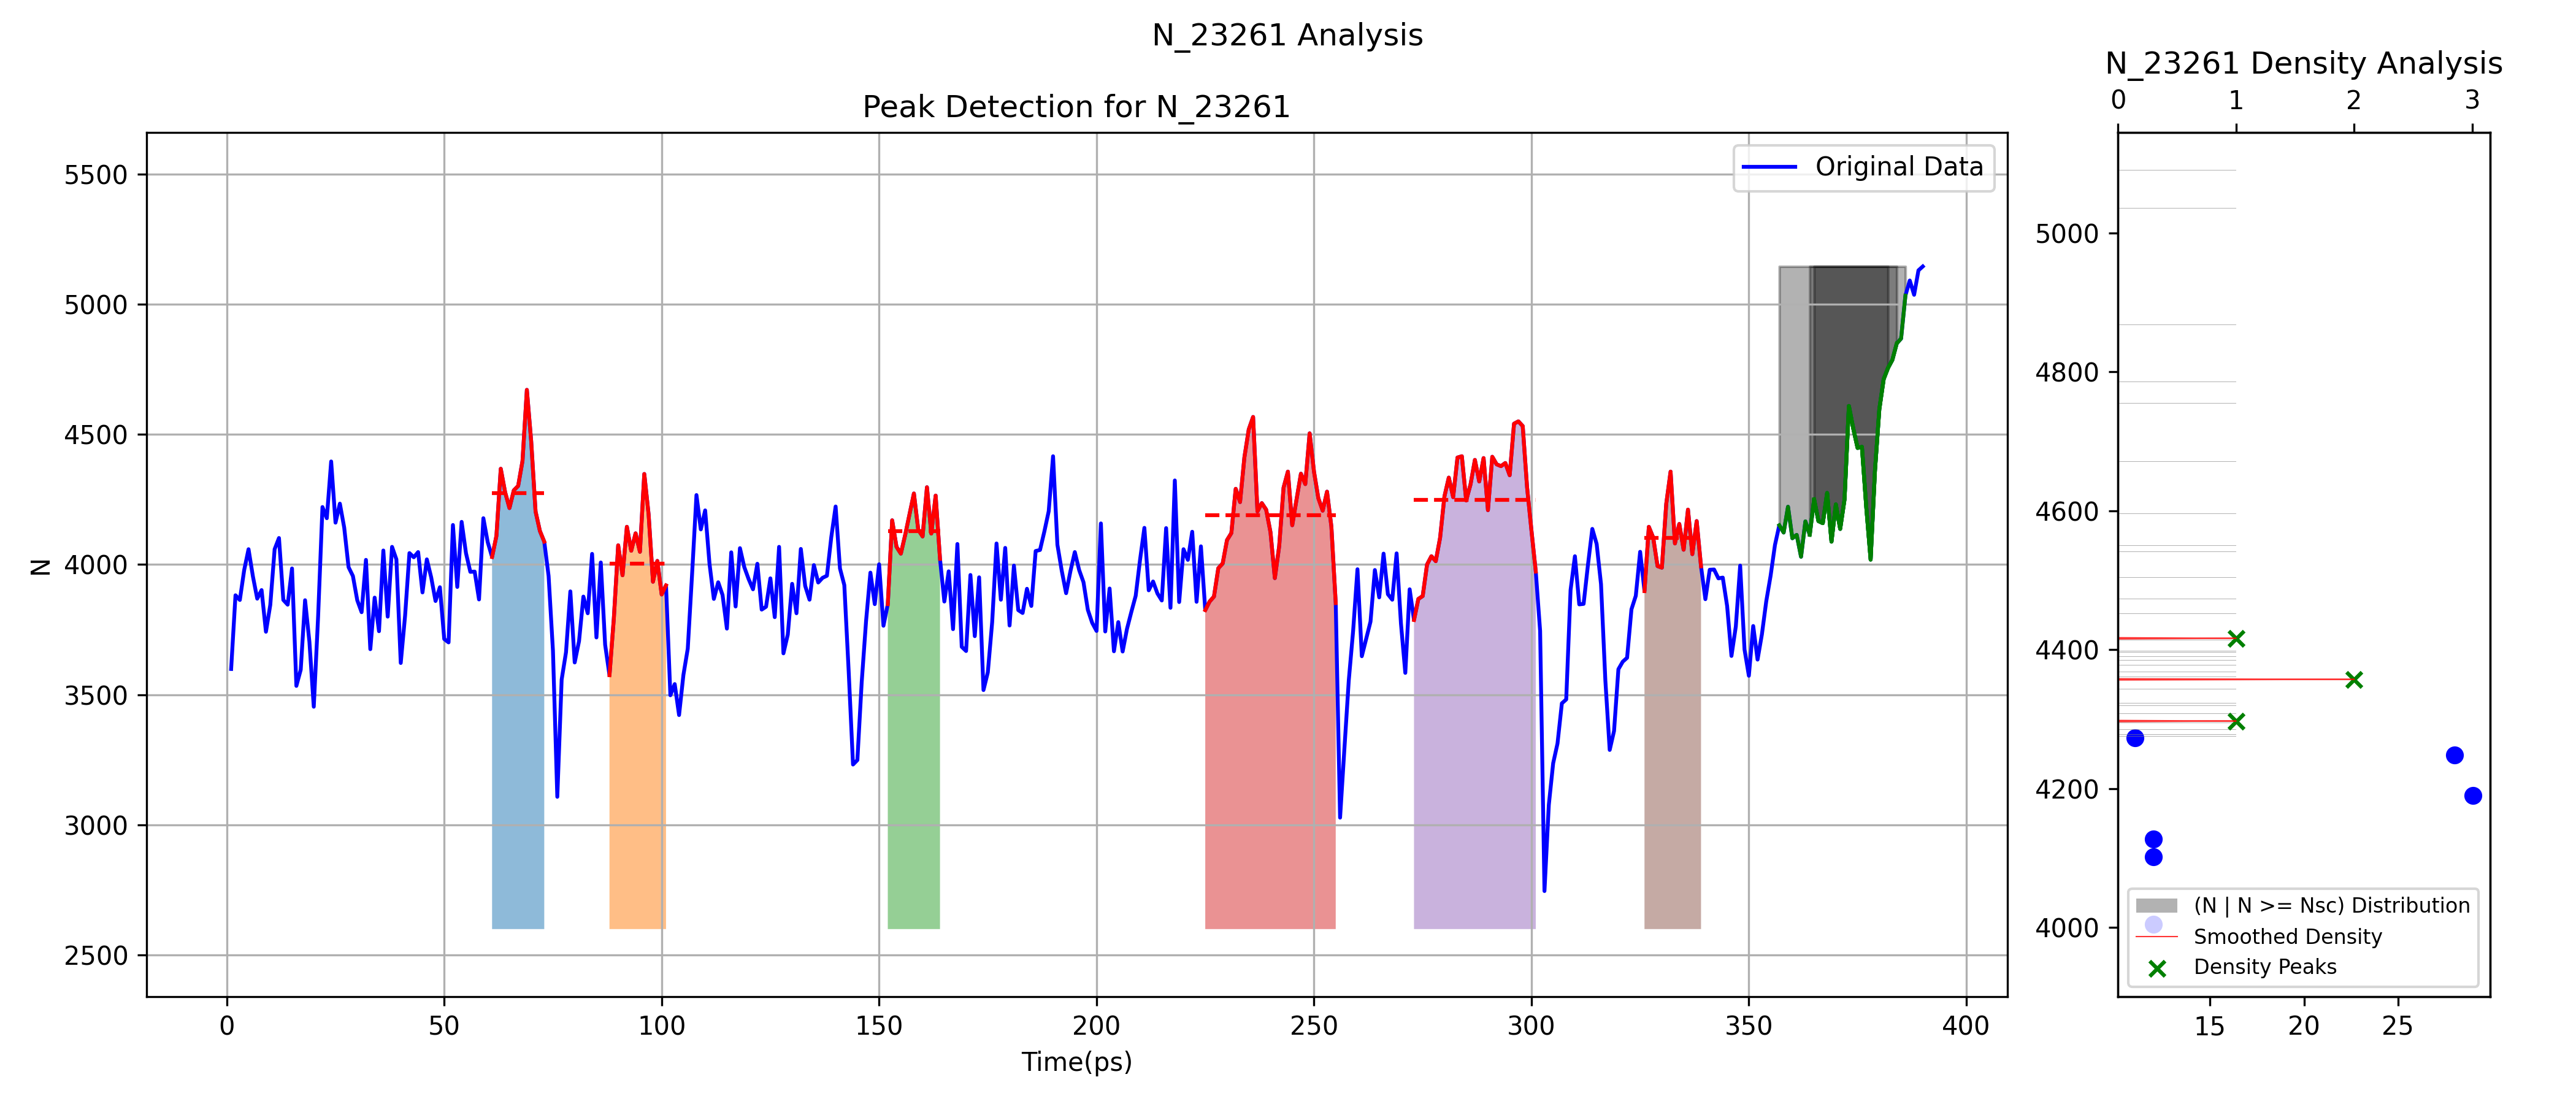 N_23261 Analysis
Peak Detection for N_23261
Original Data
5500
5000
4500
4000
3500
3000
2500
N
0 50 100 150 200 250 300 350 400
Time(ps)
N_23261 Density Analysis
0 1 2 3
5000
4800
4600
4400
4200
4000
(N | N >= Nsc) Distribution
Smoothed Density
Density Peaks
15 20 25